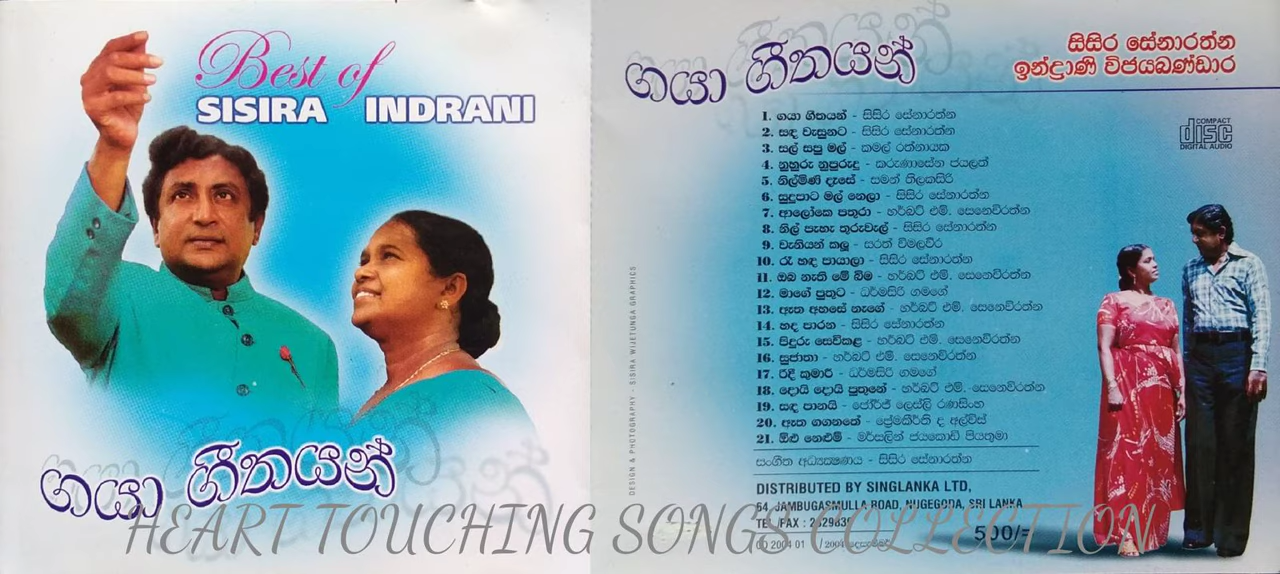 Best of
SISIRA INDRANI
ගයා ගීතයන්
ගයා ගීතයන්
සිසිර සේනාරත්න
ඉන්ද්‍රාණි විජයබණ්ඩාර
1. ගයා ගීතයන් - සිසිර සේනාරත්න
2. සඳ වැසුනට - සිසිර සේනාරත්න
3. සල් සපු මල් - කමල් රත්නායක
4. නුහුරු නුපුරුදු - කරුණාසේන ජයලත්
5. නිල්මිණි දෑසේ - සමන් තිලකසිරි
6. සුදුපාට මල් නෙලා - සිසිර සේනාරත්න
7. ආලෝකෙ පතුරා - හර්බට් එම්. සෙනෙවිරත්න
8. නිල් පැහැ තුරුවැල් - සිසිර සේනාරත්න
9. වැනියන් කලු - සරත් විමලවීර
10. රෑ හඳ පායාලා - සිසිර සේනාරත්න
11. ඔබ නැති මේ බිම - හර්බට් එම්. සෙනෙවිරත්න
12. මාගේ පුතුට - ධර්මසිරි ගමගේ
13. ඈත අහසේ නැගේ - හර්බට් එම්. සෙනෙවිරත්න
14. හද පාරන - සිසිර සේනාරත්න
15. පිදුරු සෙවිකළ - හර්බට් එම්. සෙනෙවිරත්න
16. සුජාතා - හර්බට් එම්. සෙනෙවිරත්න
17. රිදී කුමාරී - ධර්මසිරි ගමගේ
18. දොයි දොයි පුතුනේ - හර්බට් එම්. සෙනෙවිරත්න
19. සඳ පානයි - ජෝර්ජ් ලෙස්ලි රණසිංහ
20. ඈත ගගනතේ - ප්‍රේමකීර්ති ද අල්විස්
21. ඕළු නෙළුම් - මර්සලින් ජයකොඩි පියතුමා
සංගීත අධ්‍යක්ෂණය - සිසිර සේනාරත්න
DISTRIBUTED BY SINGLANKA LTD,
54, JAMBUGASMULLA ROAD, NUGEGODA, SRI LANKA
TEL/FAX :
500/=
CD 2004 01
COMPACT
disc
DIGITAL AUDIO
DESIGN & PHOTOGRAPHY - SISIRA WIJETUNGA GRAPHICS
HEART TOUCHING SONGS COLLECTION